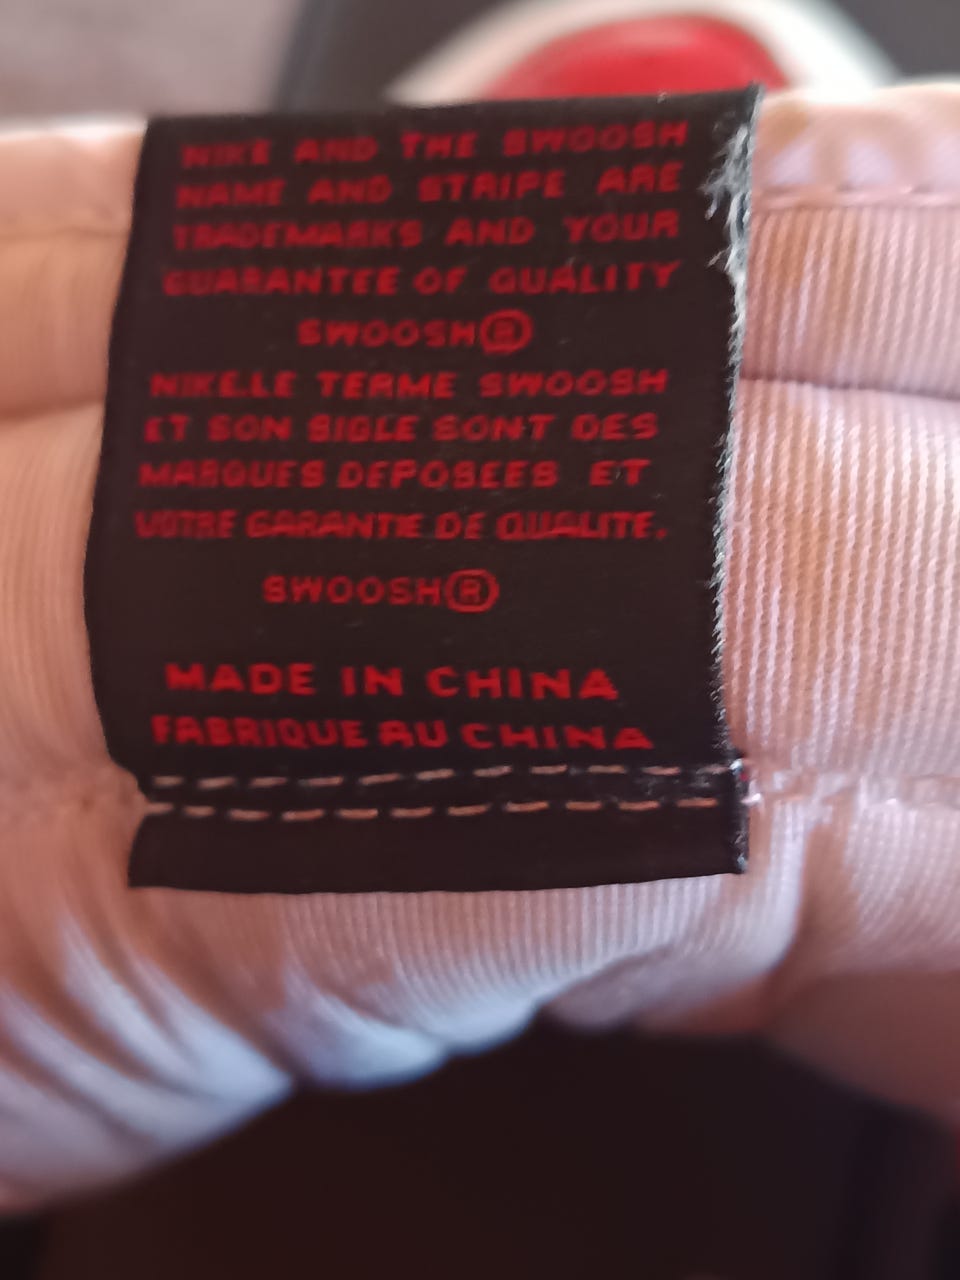 NIKE AND THE SWOOSH
NAME AND STRIPE ARE
TRADEMARKS AND YOUR
GUARANTEE OF QUALITY
SWOOSH®
NIKE.LE TERME SWOOSH
ET SON SIGLE SONT DES
MARQUES DEPOSEES ET
VOTRE GARANTIE DE QUALITE.
SWOOSH®
MADE IN CHINA
FABRIQUE AU CHINA